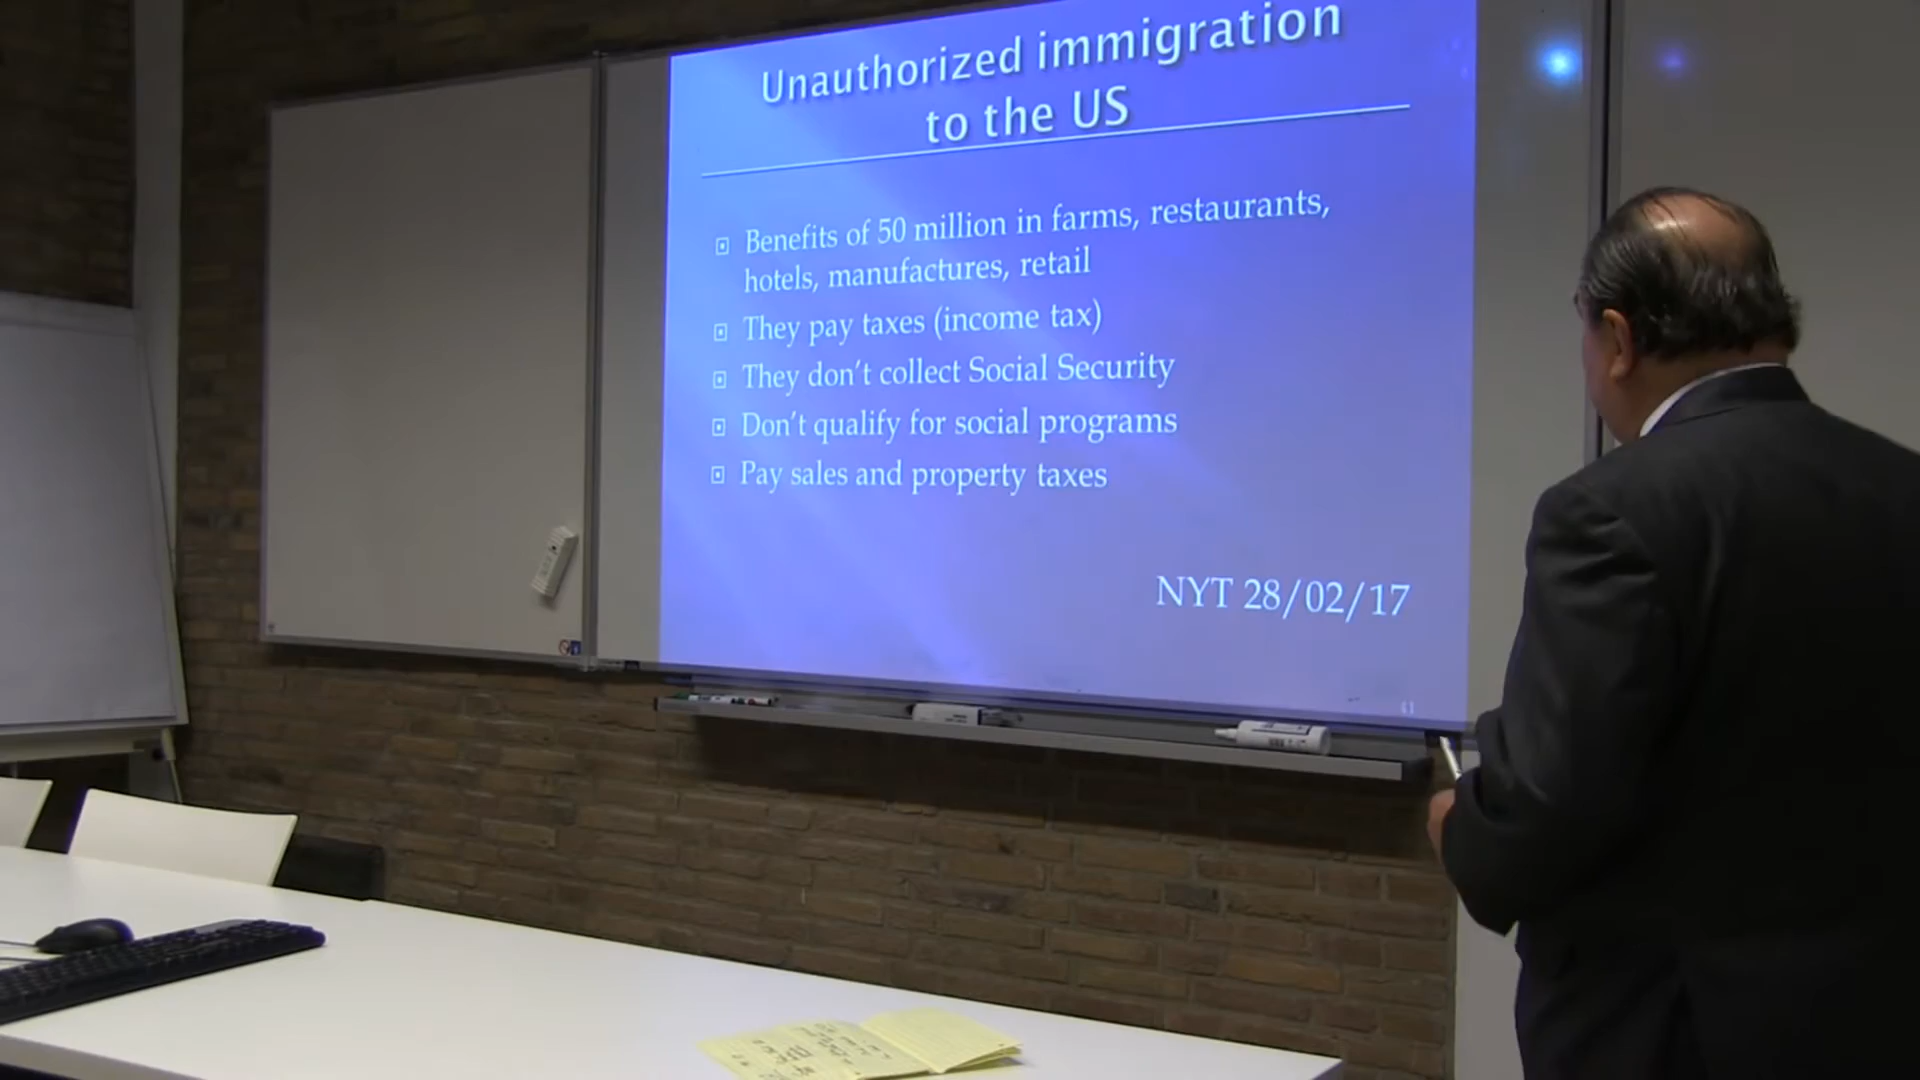 Unauthorized immigration
to the US
Benefits of 50 million in farms, restaurants,
hotels, manufactures, retail
They pay taxes (income tax)
They don't collect Social Security
Don't qualify for social programs
Pay sales and property taxes
NYT 28/02/17